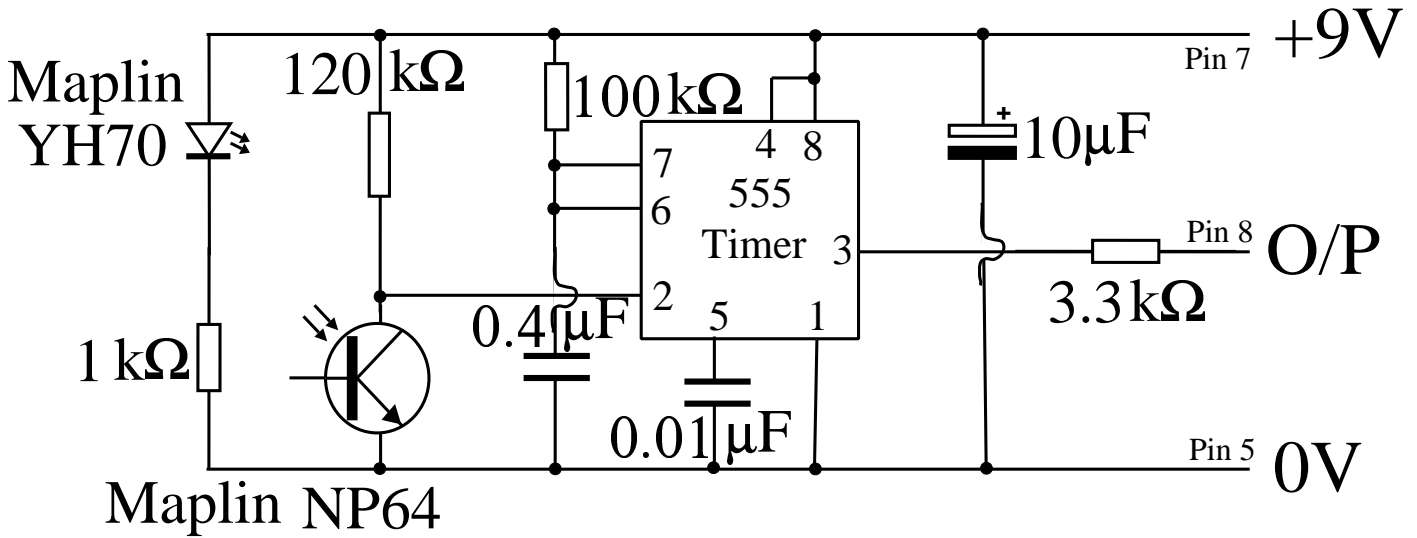 +9V
Pin 7
120 kΩ
Maplin
YH70
100 kΩ
10µF
4 8
7
555
6
Timer
Pin 8
O/P
3
2
3.3 kΩ
0.4 µF
5 1
1 kΩ
0.01 µF
Pin 5
0V
Maplin NP64
+